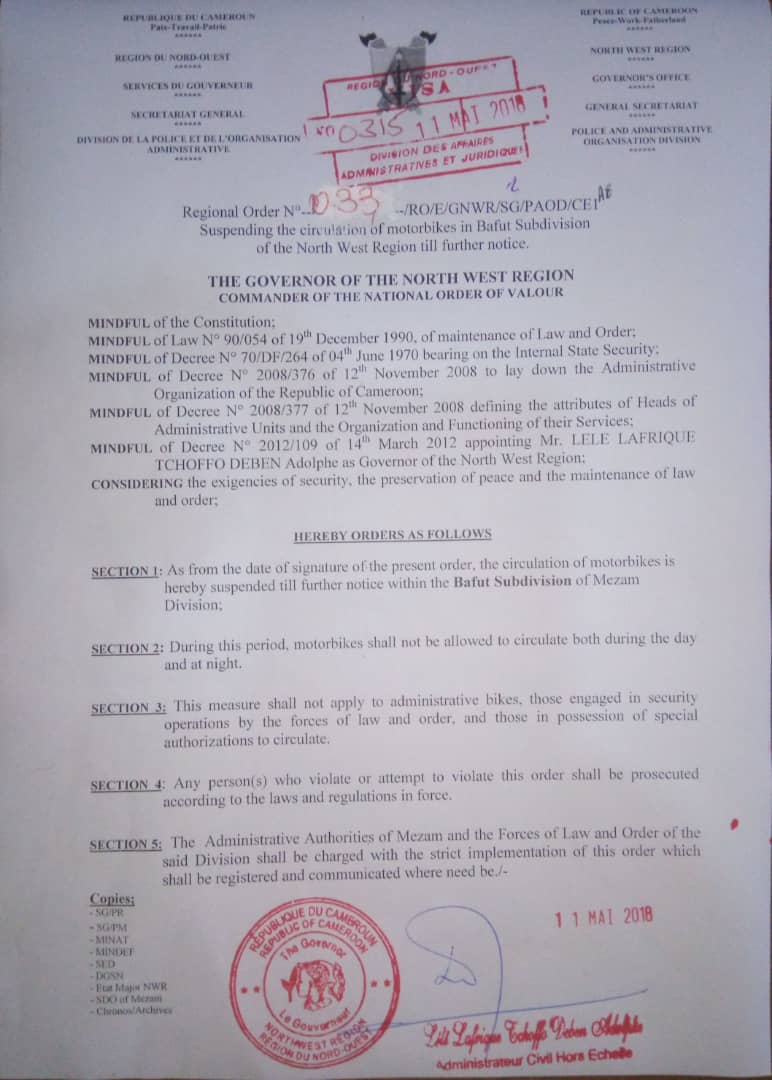 REPUBLIQUE DU CAMEROUN
Paix-Travail-Patrie
******
REGION DU NORD-OUEST
******
SERVICES DU GOUVERNEUR
******
SECRETARIAT GENERAL
******
DIVISION DE LA POLICE ET DE L'ORGANISATION
ADMINISTRATIVE
******
REPUBLIC OF CAMEROON
Peace-Work-Fatherland
******
NORTH WEST REGION
******
GOVERNOR'S OFFICE
******
GENERAL SECRETARIAT
******
POLICE AND ADMINISTRATIVE
ORGANISATION DIVISION
******
REGION DU NORD-OUEST
VISA
No 0315 11 MAI 2018
DIVISION DES AFFAIRES
ADMINISTRATIVES ET JURIDIQUE
Regional Order N° --/RO/E/GNWR/SG/PAOD/CE1
Suspending the circulation of motorbikes in Bafut Subdivision
of the North West Region till further notice.
THE GOVERNOR OF THE NORTH WEST REGION
COMMANDER OF THE NATIONAL ORDER OF VALOUR
MINDFUL of the Constitution;
MINDFUL of Law N° 90/054 of 19th December 1990, of maintenance of Law and Order;
MINDFUL of Decree N° 70/DF/264 of 04th June 1970 bearing on the Internal State Security;
MINDFUL of Decree N° 2008/376 of 12th November 2008 to lay down the Administrative
Organization of the Republic of Cameroon;
MINDFUL of Decree N° 2008/377 of 12th November 2008 defining the attributes of Heads of
Administrative Units and the Organization and Functioning of their Services;
MINDFUL of Decree N° 2012/109 of 14th March 2012 appointing Mr. LELE LAFRIQUE
TCHOFFO DEBEN Adolphe as Governor of the North West Region;
CONSIDERING the exigencies of security, the preservation of peace and the maintenance of law
and order;
HEREBY ORDERS AS FOLLOWS
SECTION 1: As from the date of signature of the present order, the circulation of motorbikes is
hereby suspended till further notice within the Bafut Subdivision of Mezam
Division;
SECTION 2: During this period, motorbikes shall not be allowed to circulate both during the day
and at night.
SECTION 3: This measure shall not apply to administrative bikes, those engaged in security
operations by the forces of law and order, and those in possession of special
authorizations to circulate.
SECTION 4: Any person(s) who violate or attempt to violate this order shall be prosecuted
according to the laws and regulations in force.
SECTION 5: The Administrative Authorities of Mezam and the Forces of Law and Order of the
said Division shall be charged with the strict implementation of this order which
shall be registered and communicated where need be./-
Copies:
- SG/PR
- SG/PM
- MINAT
- MINDEF
- SED
- DGSN
- Etat Major NWR
- SDO of Mezam
- Chronos/Archives
RÉPUBLIQUE DU CAMEROUN
REPUBLIC OF CAMEROON
The Governor
Le Gouverneur
NORTHWEST RÉGION
RÉGION DU NORD-OUEST
11 MAI 2018
Lélé Lafrique Tchoffo Deben Adolphe
Administrateur Civil Hors Echelle